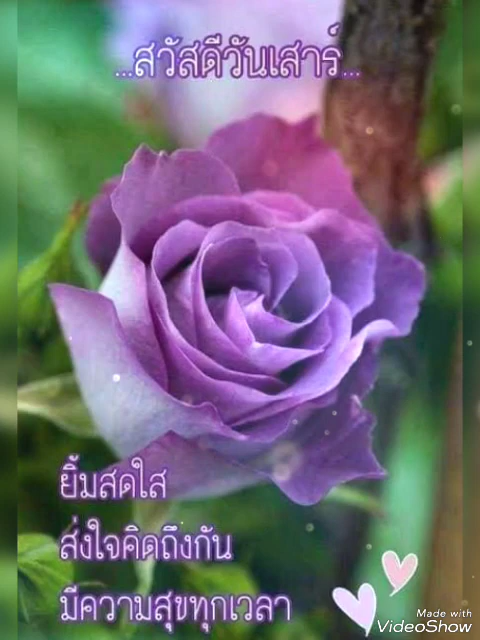 ...สวัสดีวันเสาร์...
ยิ้มสดใส
ส่งใจคิดถึงกัน
มีความสุขทุกเวลา
Made with
VideoShow